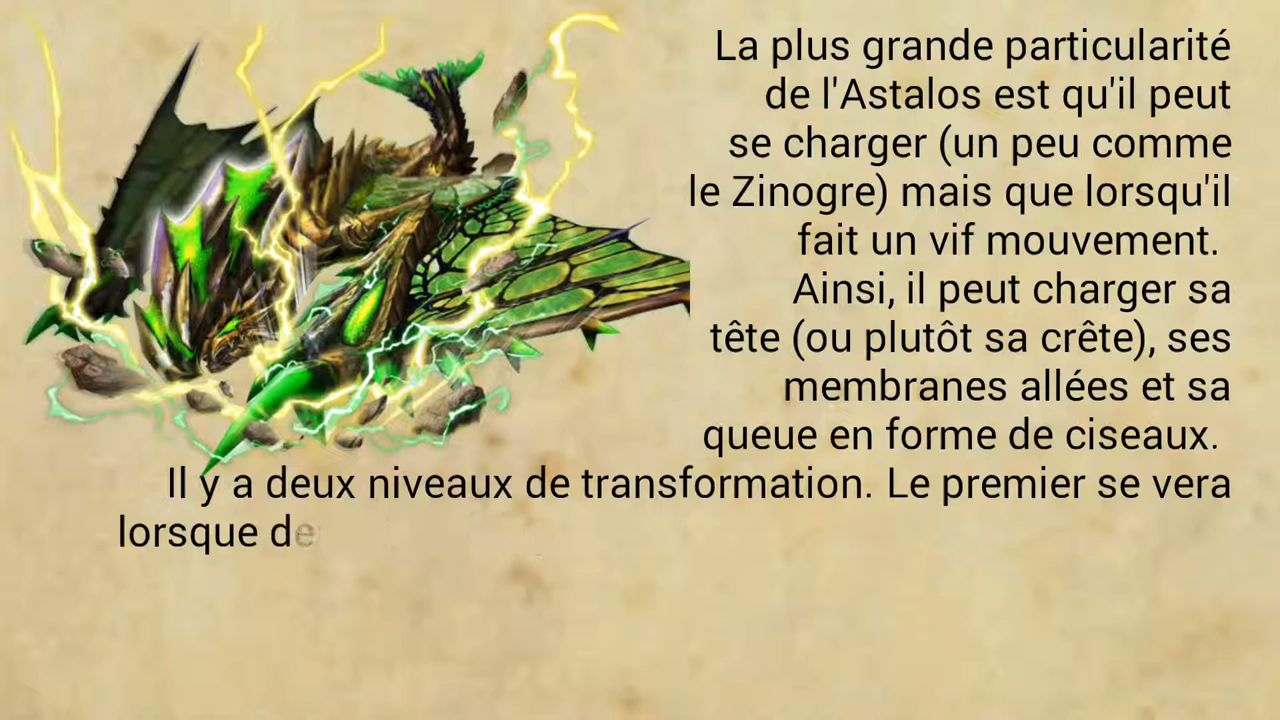 La plus grande particularité
de l'Astalos est qu'il peut
se charger (un peu comme
le Zinogre) mais que lorsqu'il
fait un vif mouvement.
Ainsi, il peut charger sa
tête (ou plutôt sa crête), ses
membranes allées et sa
queue en forme de ciseaux.
Il y a deux niveaux de transformation. Le premier se vera
lorsque de